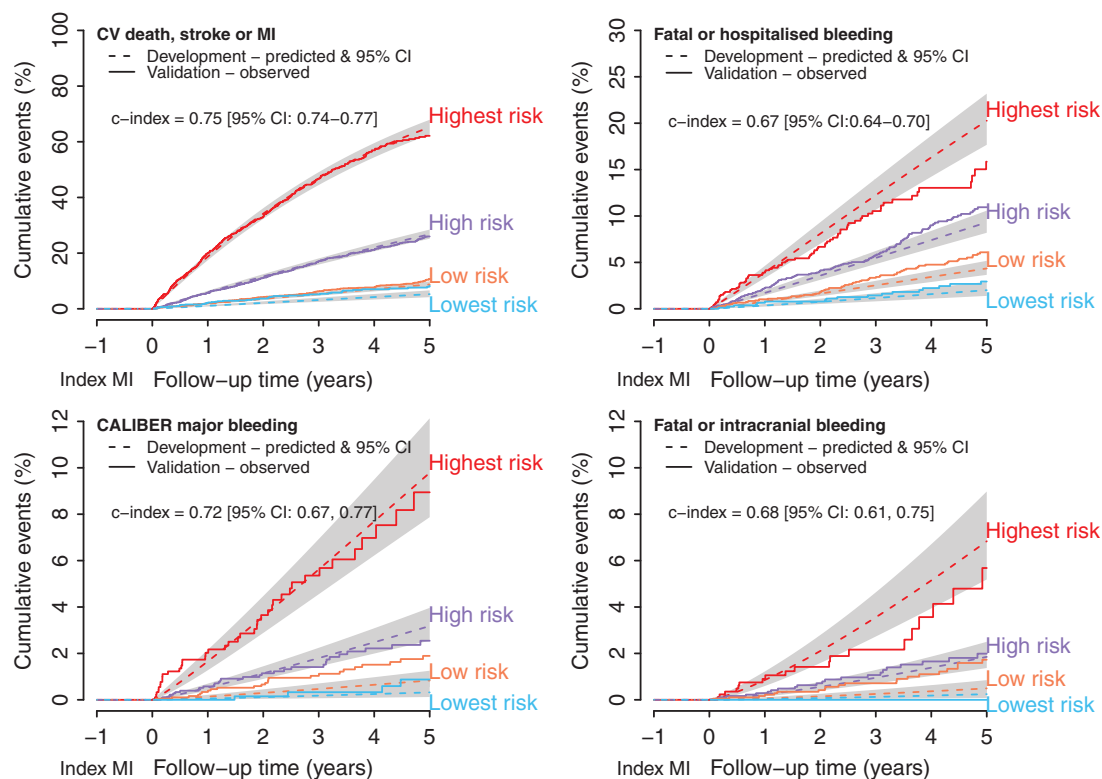 CV death, stroke or MI
Development – predicted & 95% CI
Validation – observed
c–index = 0.75 [95% CI: 0.74–0.77]
Highest risk
High risk
Low risk
Lowest risk
Cumulative events (%)
100
80
60
40
20
0
−1 0 1 2 3 4 5
Index MI Follow−up time (years)
Fatal or hospitalised bleeding
Development – predicted & 95% CI
Validation – observed
c–index = 0.67 [95% CI:0.64–0.70]
Highest risk
High risk
Low risk
Lowest risk
Cumulative events (%)
30
25
20
15
10
5
0
−1 0 1 2 3 4 5
Index MI Follow−up time (years)
CALIBER major bleeding
Development – predicted & 95% CI
Validation – observed
c–index = 0.72 [95% CI: 0.67, 0.77]
Highest risk
High risk
Low risk
Lowest risk
Cumulative events (%)
12
10
8
6
4
2
0
−1 0 1 2 3 4 5
Index MI Follow−up time (years)
Fatal or intracranial bleeding
Development – predicted & 95% CI
Validation – observed
c–index = 0.68 [95% CI: 0.61, 0.75]
Highest risk
High risk
Low risk
Lowest risk
Cumulative events (%)
12
10
8
6
4
2
0
−1 0 1 2 3 4 5
Index MI Follow−up time (years)